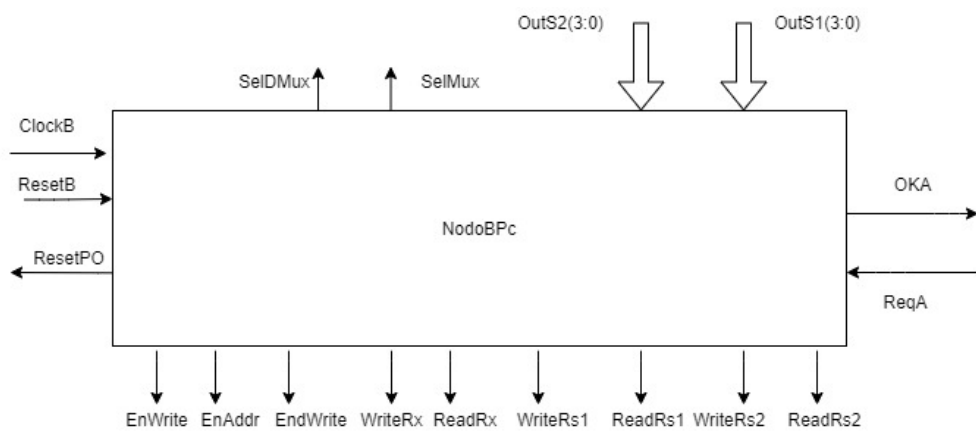 OutS2(3:0)
OutS1(3:0)
SelDMux
SelMux
ClockB
ResetB
OKA
NodoBPc
ResetPO
ReqA
EnWrite
EnAddr
EndWrite
WriteRx
ReadRx
WriteRs1
ReadRs1
WriteRs2
ReadRs2